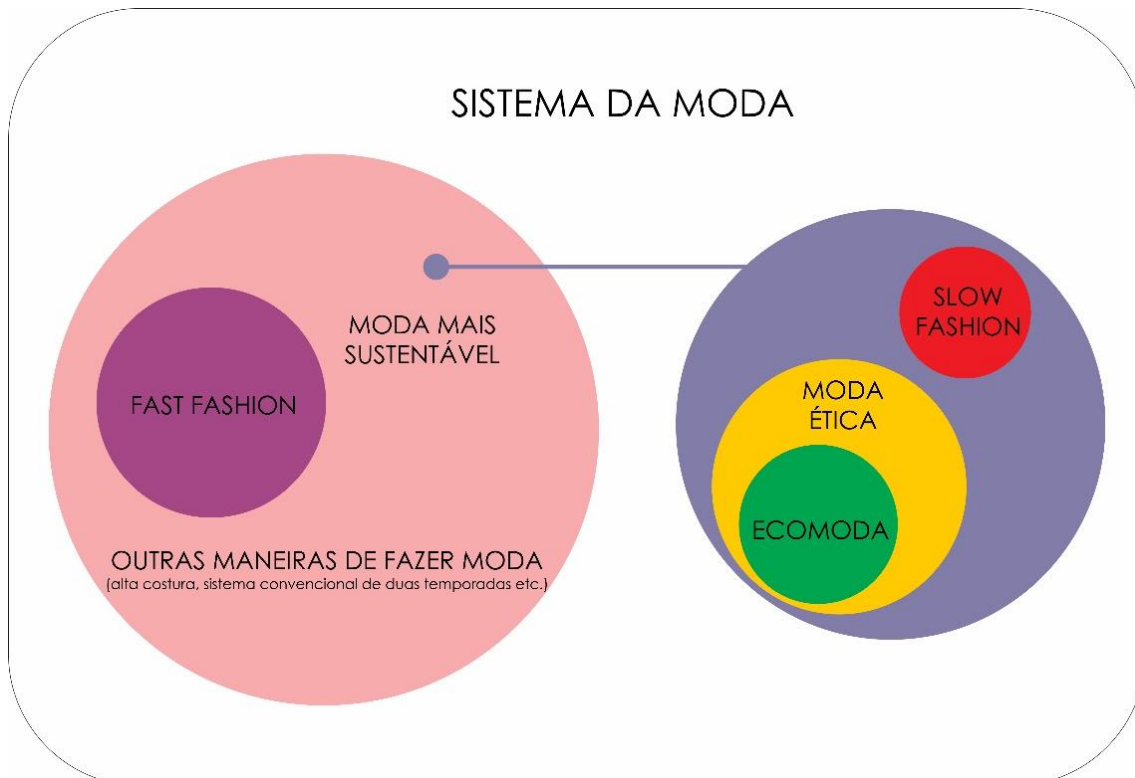 SISTEMA DA MODA
MODA MAIS
SUSTENTÁVEL
FAST FASHION
OUTRAS MANEIRAS DE FAZER MODA
(alta costura, sistema convencional de duas temporadas etc.)
SLOW
FASHION
MODA
ÉTICA
ECOMODA